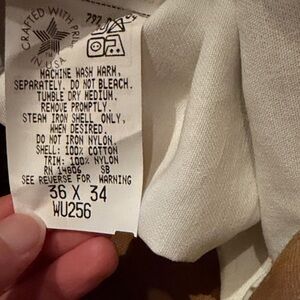 CRAFTED WITH PRIDE
IN U.S.A.
MACHINE WASH WARM,
SEPARATELY. DO NOT BLEACH.
TUMBLE DRY MEDIUM,
REMOVE PROMPTLY.
STEAM IRON SHELL ONLY,
WHEN DESIRED.
DO NOT IRON NYLON.
SHELL: 100% COTTON
TRIM: 100% NYLON
RN 14806 SB
SEE REVERSE FOR WARNING
36 X 34
WU256